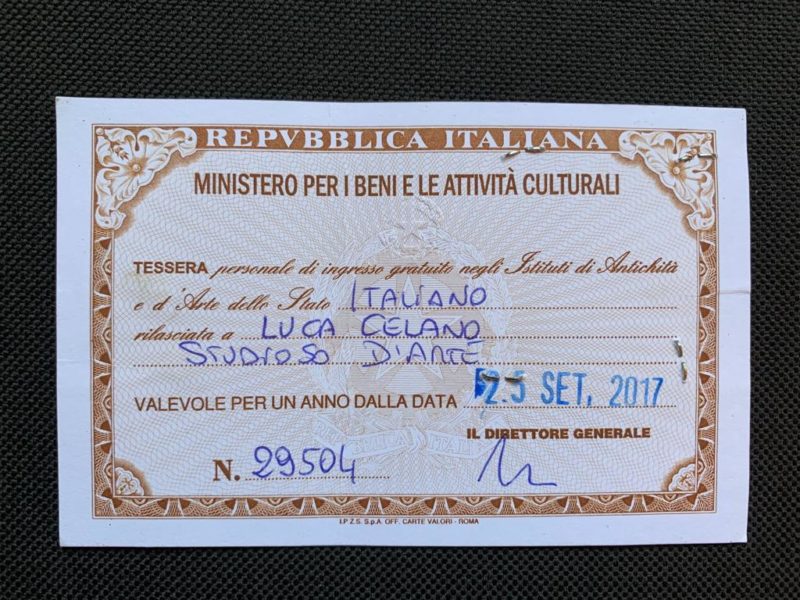 REPVBBLICA ITALIANA
MINISTERO PER I BENI E LE ATTIVITÀ CULTURALI
TESSERA personale di ingresso gratuito negli Istituti di Antichità
e d'Arte dello Stato ITALIANO
rilasciata a LUCA CELANO
STUDIOSO D'ARTE
VALEVOLE PER UN ANNO DALLA DATA 25 SET. 2017
IL DIRETTORE GENERALE
N. 29504
I.P.Z.S. S.p.A. OFF. CARTE VALORI - ROMA